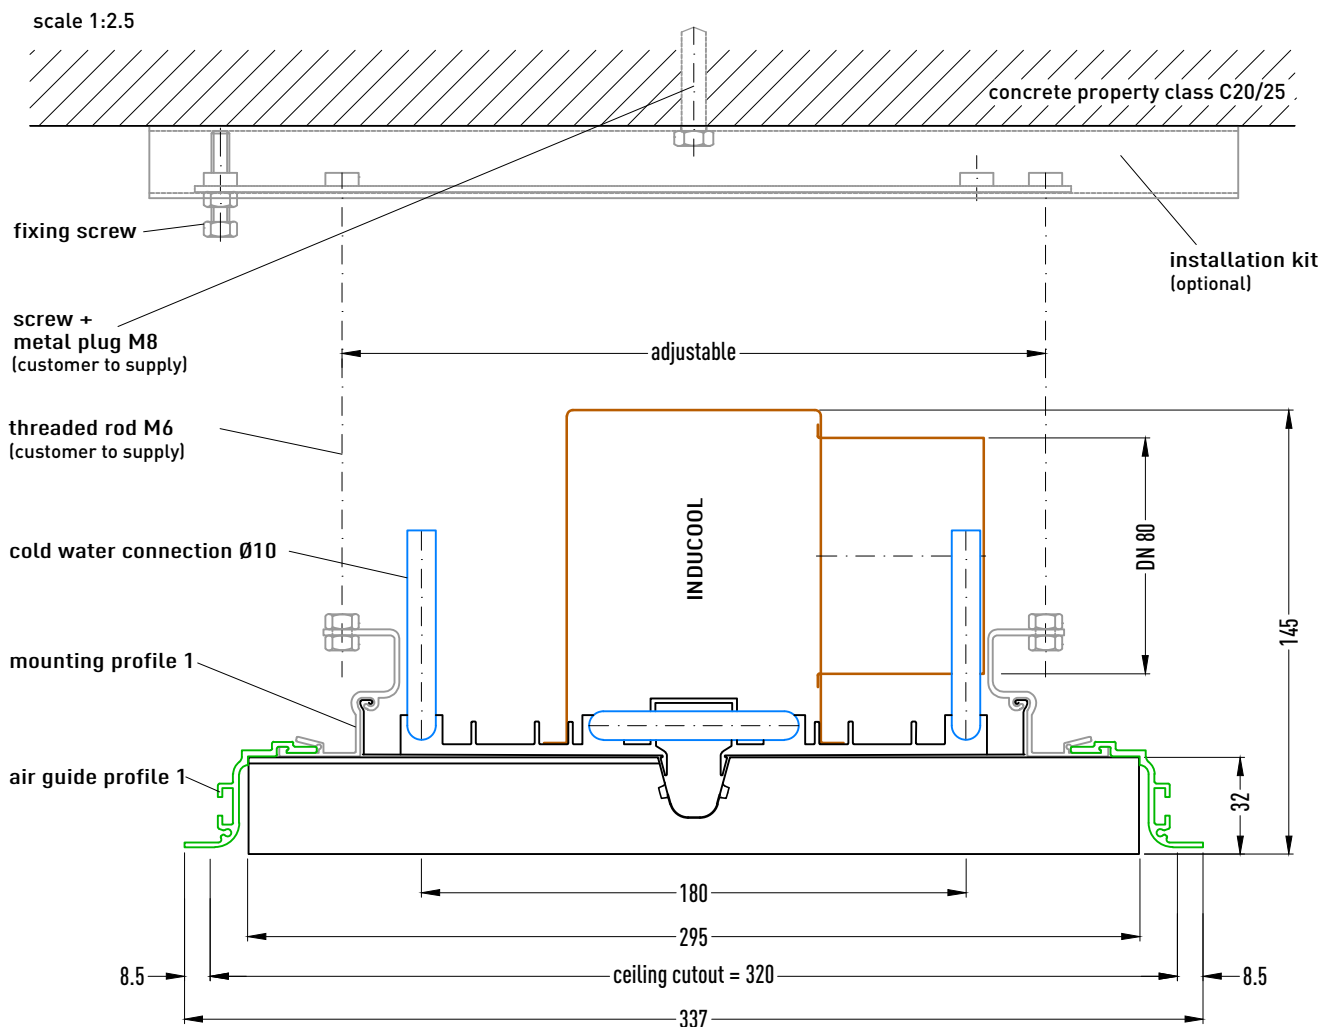 scale 1:2.5
concrete property class C20/25
fixing screw
installation kit
(optional)
screw +
metal plug M8
(customer to supply)
adjustable
threaded rod M6
(customer to supply)
INDUCOOL
DN 80
cold water connection Ø10
145
mounting profile 1
air guide profile 1
32
180
295
8.5
ceiling cutout = 320
8.5
337